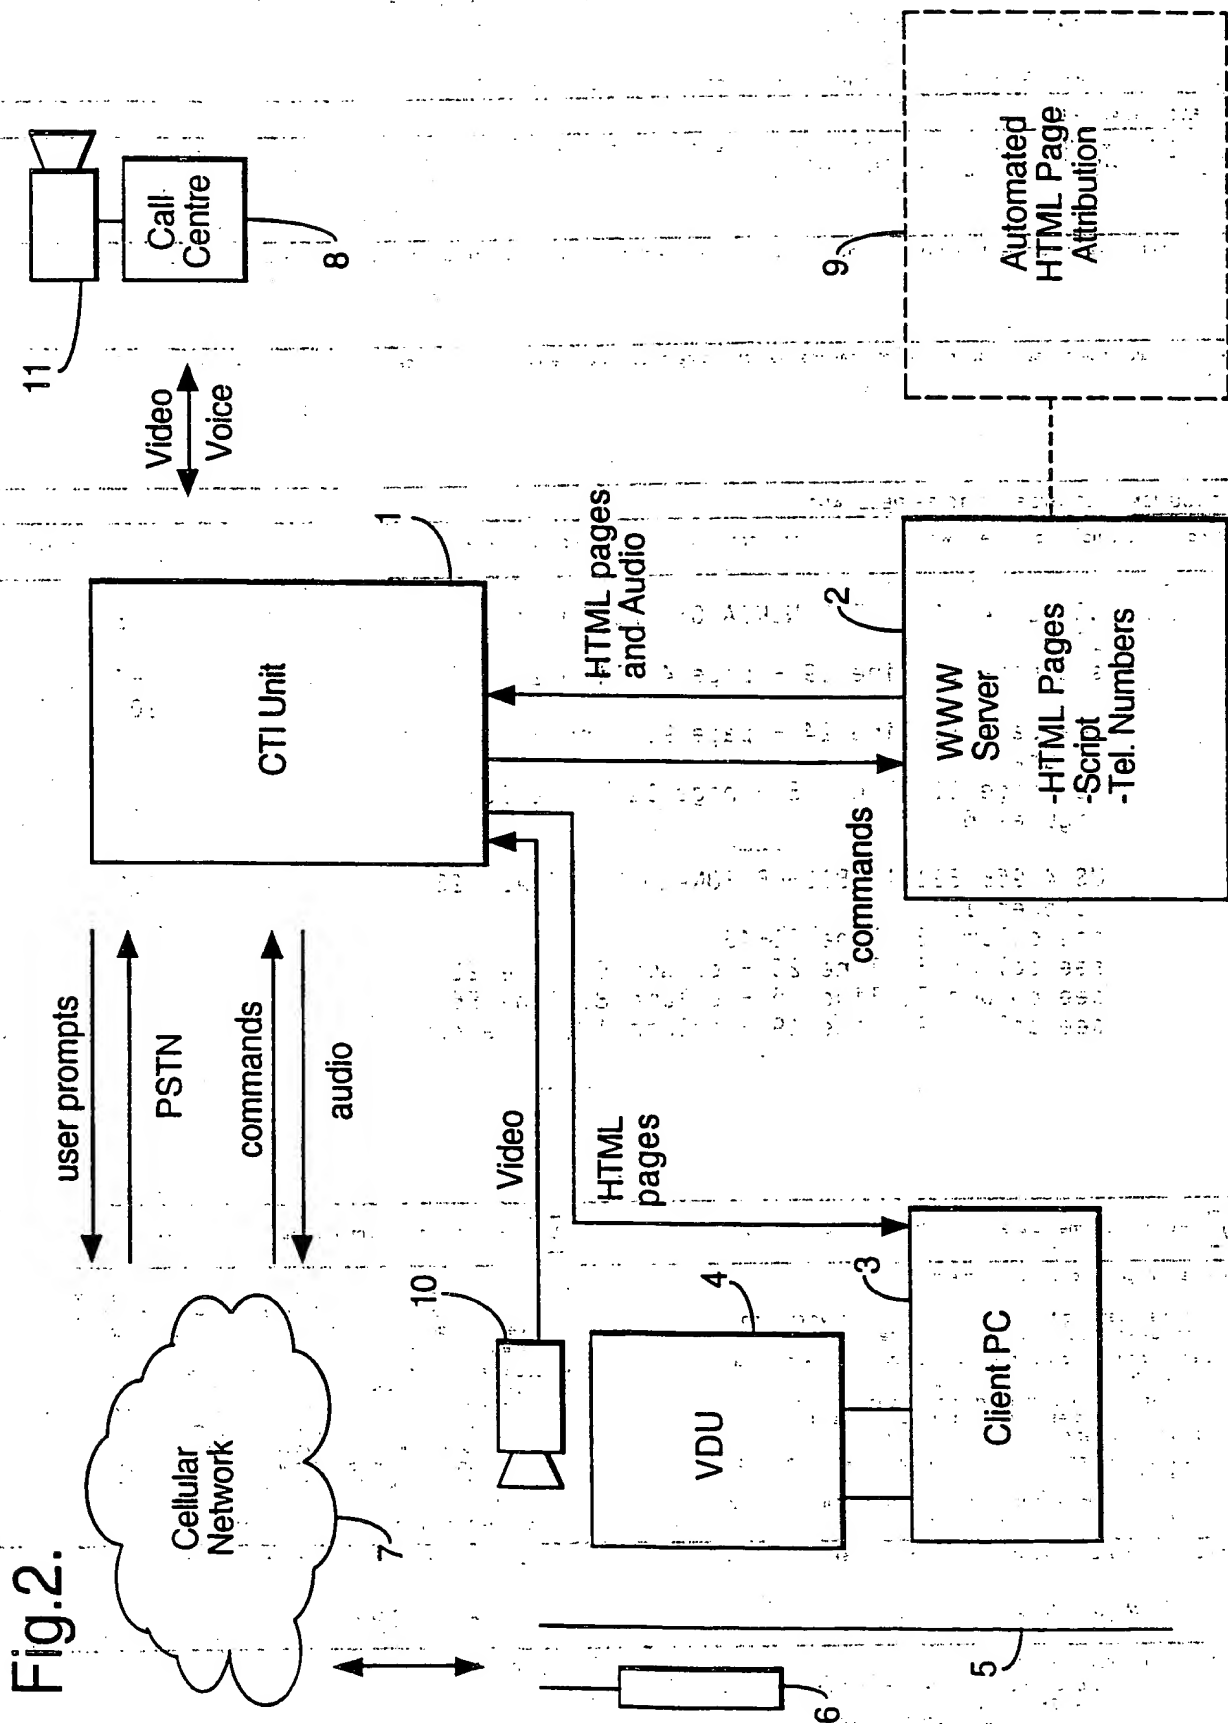 Fig.2.
Cellular
Network
7
user prompts
PSTN
commands
audio
CTI Unit
1
Video
Voice
11
Call
Centre
8
10
Video
HTML
pages
HTML pages
and Audio
commands
VDU
4
Client PC
3
5
6
WWW
Server
-HTML Pages
-Script
-Tel. Numbers
2
Automated
HTML Page
Attribution
9